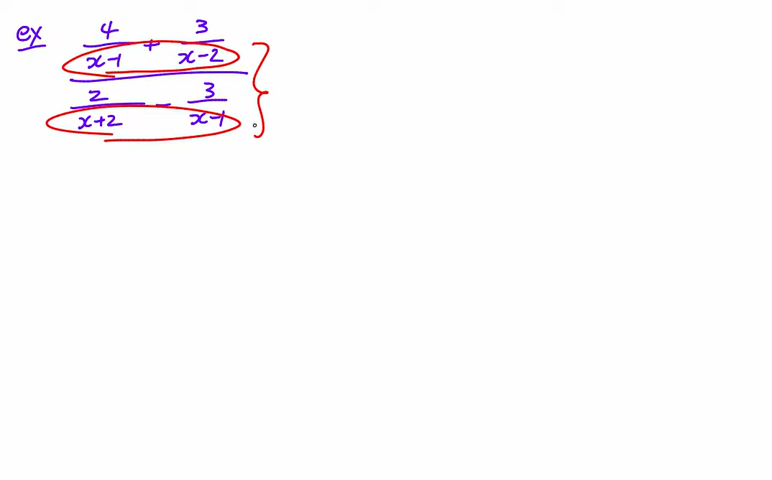 ex 4 + 3
x-1 x-2
2 - 3
x+2 x-1